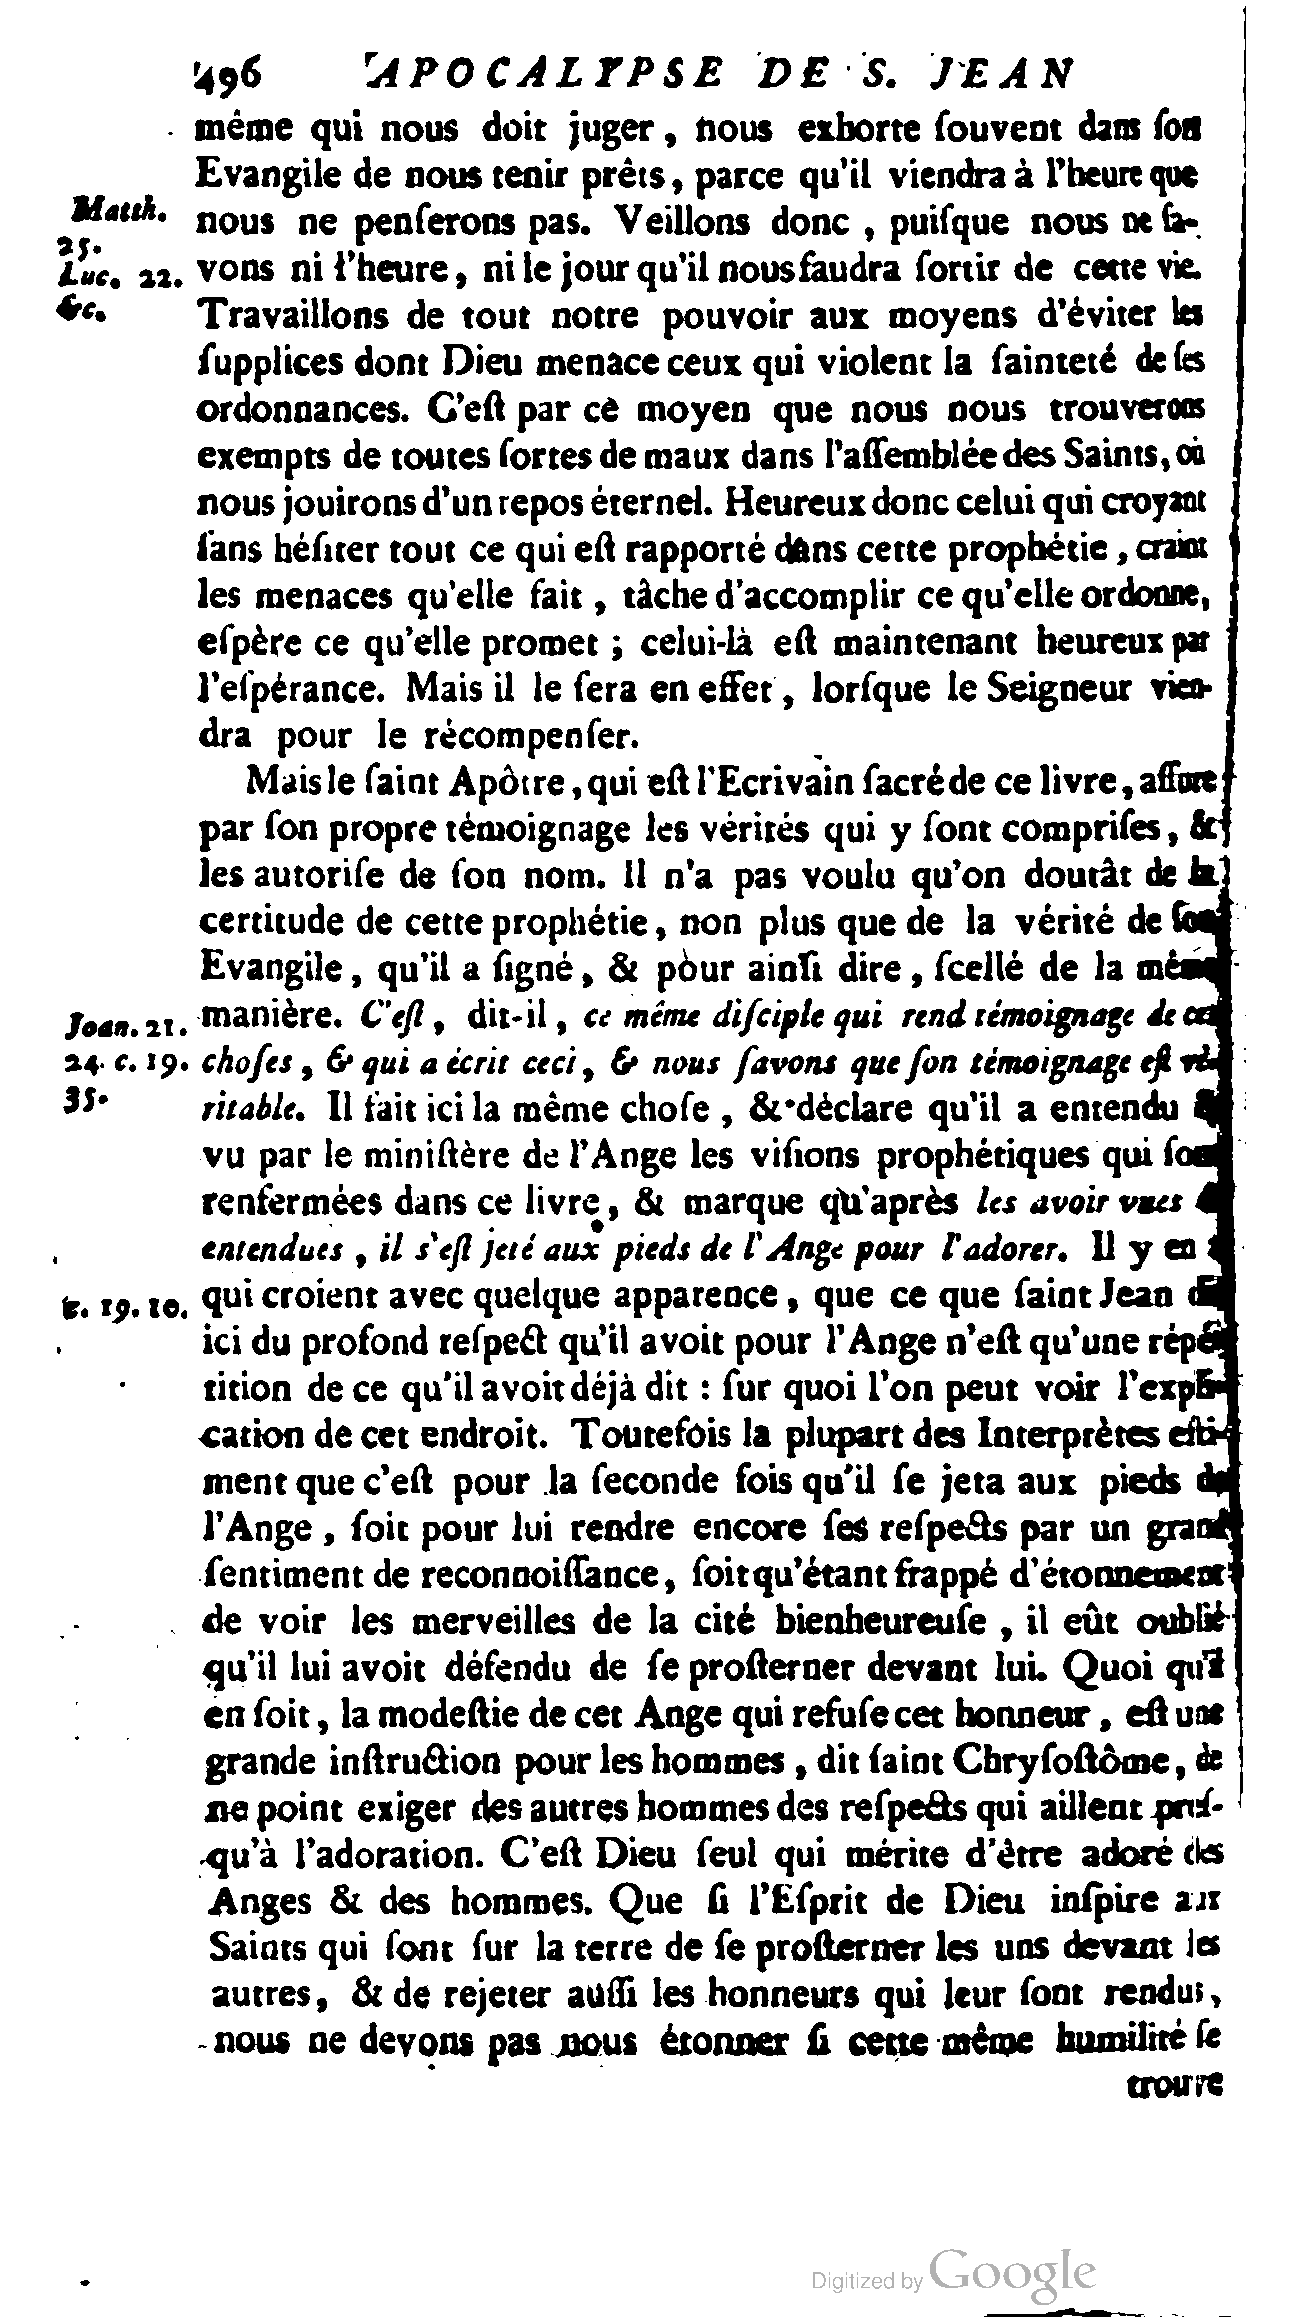 496 APOCALYPSE DE S. JEAN
même qui nous doit juger, nous exhorte ſouvent dans ſon
Evangile de nous tenir prêts, parce qu'il viendra à l'heure que
Matth. 25. Luc. 22. &c.
nous ne penſerons pas. Veillons donc, puiſque nous ne ſa-
vons ni l'heure, ni le jour qu'il nous faudra ſortir de cette vie.
Travaillons de tout notre pouvoir aux moyens d'éviter les
ſupplices dont Dieu menace ceux qui violent la ſainteté de ſes
ordonnances. C'eſt par ce moyen que nous nous trouverons
exempts de toutes ſortes de maux dans l'aſſemblée des Saints, où
nous jouirons d'un repos éternel. Heureux donc celui qui croyant
ſans héſiter tout ce qui eſt rapporté dans cette prophétie, craint
les menaces qu'elle fait, tâche d'accomplir ce qu'elle ordonne,
eſpère ce qu'elle promet ; celui-là eſt maintenant heureux par
l'eſpérance. Mais il le ſera en effet, lorſque le Seigneur vien-
dra pour le récompenſer.
Mais le ſaint Apôtre, qui eſt l'Ecrivain ſacré de ce livre, aſſure
par ſon propre témoignage les vérités qui y ſont compriſes, &
les autoriſe de ſon nom. Il n'a pas voulu qu'on doutât de la
certitude de cette prophétie, non plus que de la vérité de ſon
Evangile, qu'il a ſigné, & pour ainſi dire, ſcellé de la même
Joan. 21. 24. c. 19. 35.
manière. C'eſt, dit-il, ce même diſciple qui rend témoignage de ces
choſes, & qui a écrit ceci, & nous ſavons que ſon témoignage eſt vé-
ritable. Il fait ici la même choſe, & déclare qu'il a entendu &
vu par le miniſtère de l'Ange les viſions prophétiques qui ſont
renfermées dans ce livre, & marque qu'après les avoir vues &
entendues, il s'eſt jeté aux pieds de l'Ange pour l'adorer. Il y en a
c. 19. 10.
qui croient avec quelque apparence, que ce que ſaint Jean dit
ici du profond reſpect qu'il avoit pour l'Ange n'eſt qu'une répé-
tition de ce qu'il avoit déjà dit : ſur quoi l'on peut voir l'expli-
cation de cet endroit. Toutefois la plupart des Interprètes eſti-
ment que c'eſt pour la ſeconde fois qu'il ſe jeta aux pieds de
l'Ange, ſoit pour lui rendre encore ſes reſpects par un grand
ſentiment de reconnoiſſance, ſoit qu'étant frappé d'étonnement
de voir les merveilles de la cité bienheureuſe, il eût oublié
qu'il lui avoit défendu de ſe proſterner devant lui. Quoi qu'il
en ſoit, la modeſtie de cet Ange qui refuſe cet honneur, eſt une
grande inſtruction pour les hommes, dit ſaint Chryſoſtôme, de
ne point exiger des autres hommes des reſpects qui aillent preſ-
qu'à l'adoration. C'eſt Dieu ſeul qui mérite d'être adoré des
Anges & des hommes. Que ſi l'Eſprit de Dieu inſpire aux
Saints qui ſont ſur la terre de ſe proſterner les uns devant les
autres, & de rejeter auſſi les honneurs qui leur ſont rendus,
nous ne devons pas nous étonner ſi cette même humilité ſe
trouve
Digitized by Google